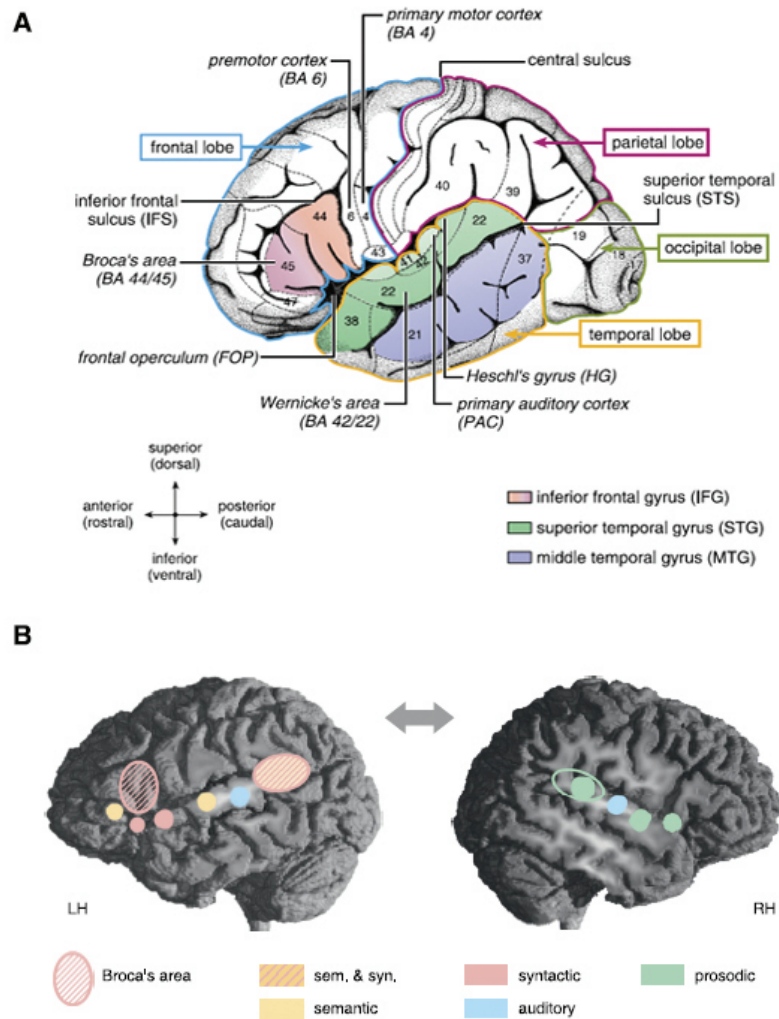 A
primary motor cortex
(BA 4)
premotor cortex
(BA 6)
central sulcus
frontal lobe
parietal lobe
inferior frontal
sulcus (IFS)
superior temporal
sulcus (STS)
Broca's area
(BA 44/45)
occipital lobe
44
6
4
40
39
22
43
41
42
45
47
22
37
19
18
17
38
21
temporal lobe
frontal operculum (FOP)
Heschl's gyrus (HG)
Wernicke's area
(BA 42/22)
primary auditory cortex
(PAC)
superior
(dorsal)
anterior
(rostral)
posterior
(caudal)
inferior
(ventral)
inferior frontal gyrus (IFG)
superior temporal gyrus (STG)
middle temporal gyrus (MTG)
B
LH
RH
Broca's area
sem. & syn.
syntactic
prosodic
semantic
auditory